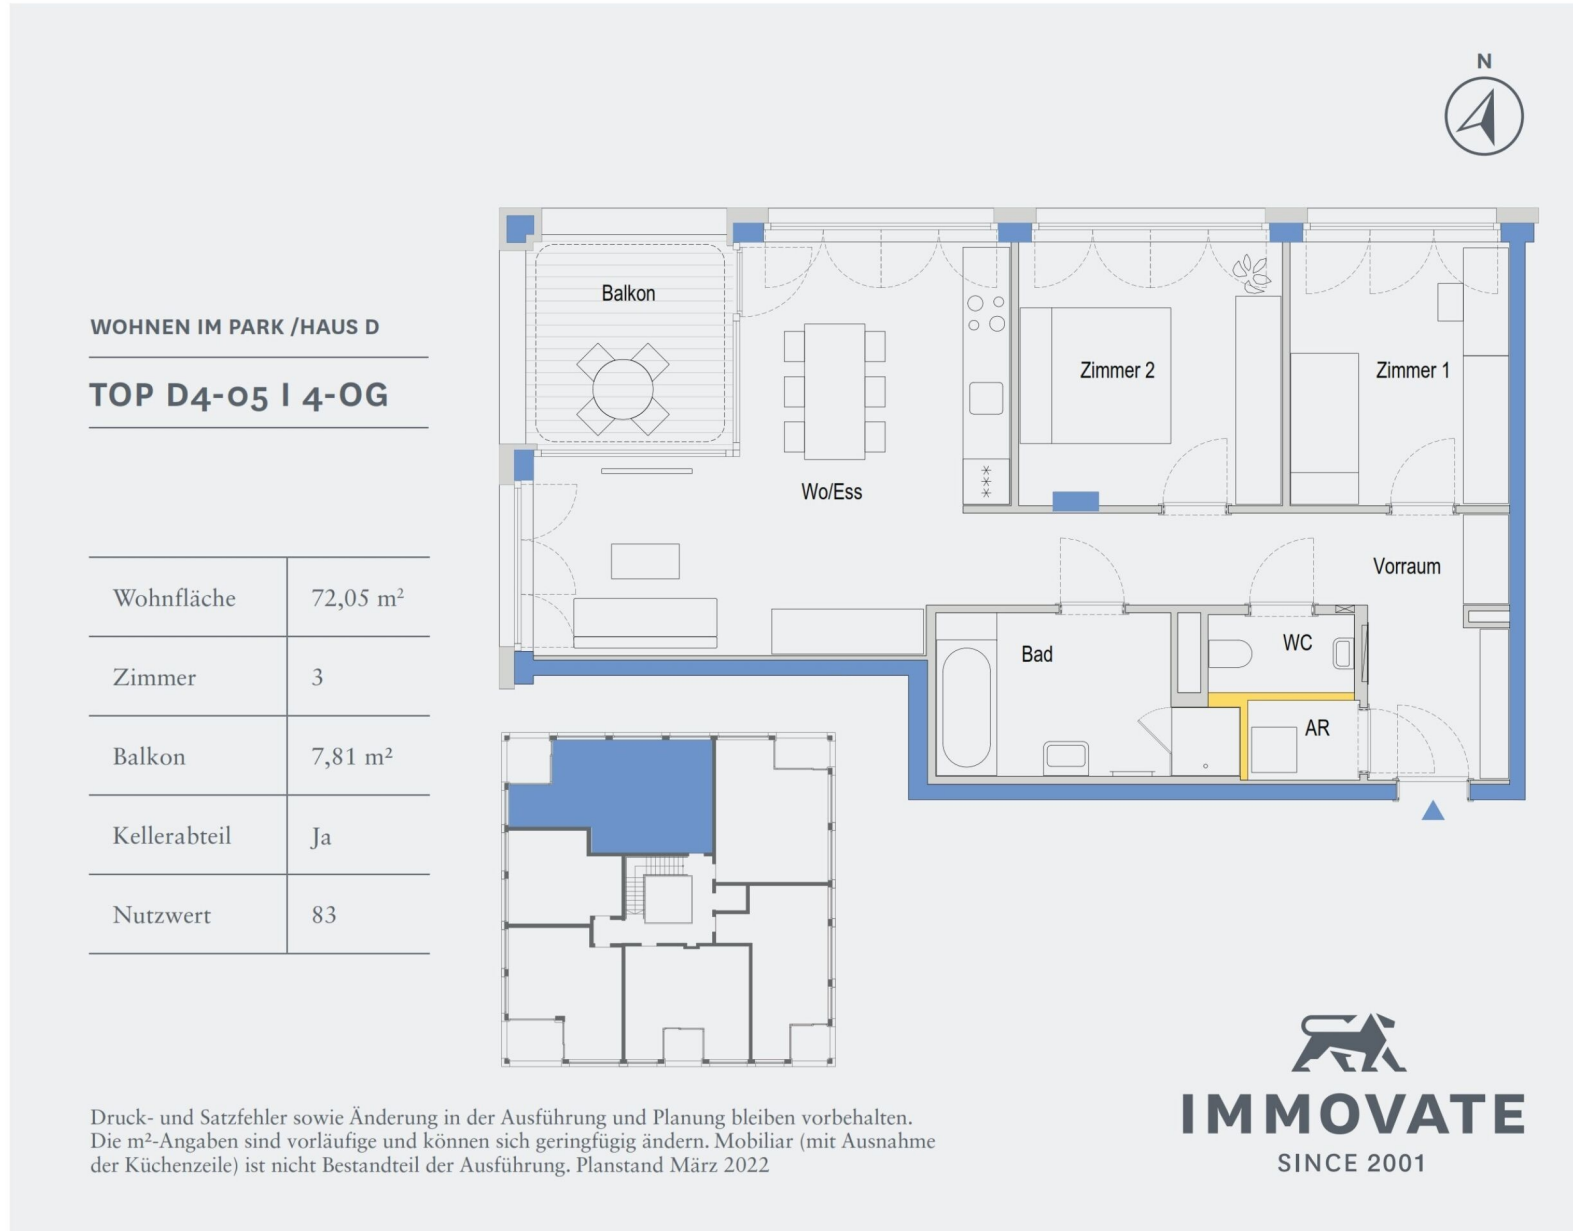 N
WOHNEN IM PARK /HAUS D
TOP D4-05 I 4-OG
Wohnfläche 72,05 m²
Zimmer 3
Balkon 7,81 m²
Kellerabteil Ja
Nutzwert 83
Balkon
Zimmer 2
Zimmer 1
Wo/Ess
Vorraum
Bad
WC
AR
Druck- und Satzfehler sowie Änderung in der Ausführung und Planung bleiben vorbehalten.
Die m²-Angaben sind vorläufige und können sich geringfügig ändern. Mobiliar (mit Ausnahme
der Küchenzeile) ist nicht Bestandteil der Ausführung. Planstand März 2022
IMMOVATE
SINCE 2001